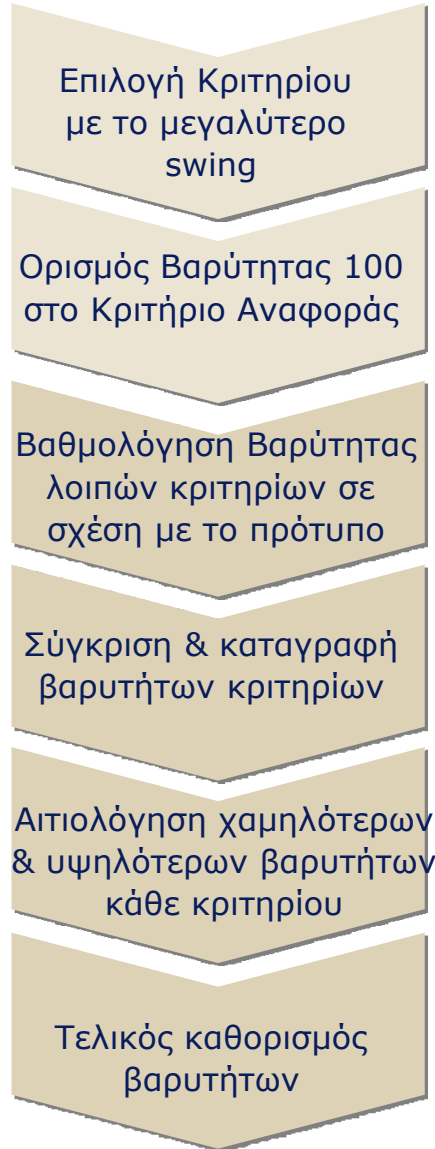 Επιλογή Κριτηρίου
με το μεγαλύτερο
swing
Ορισμός Βαρύτητας 100
στο Κριτήριο Αναφοράς
Βαθμολόγηση Βαρύτητας
λοιπών κριτηρίων σε
σχέση με το πρότυπο
Σύγκριση & καταγραφή
βαρυτήτων κριτηρίων
Αιτιολόγηση χαμηλότερων
& υψηλότερων βαρυτήτων
κάθε κριτηρίου
Τελικός καθορισμός
βαρυτήτων